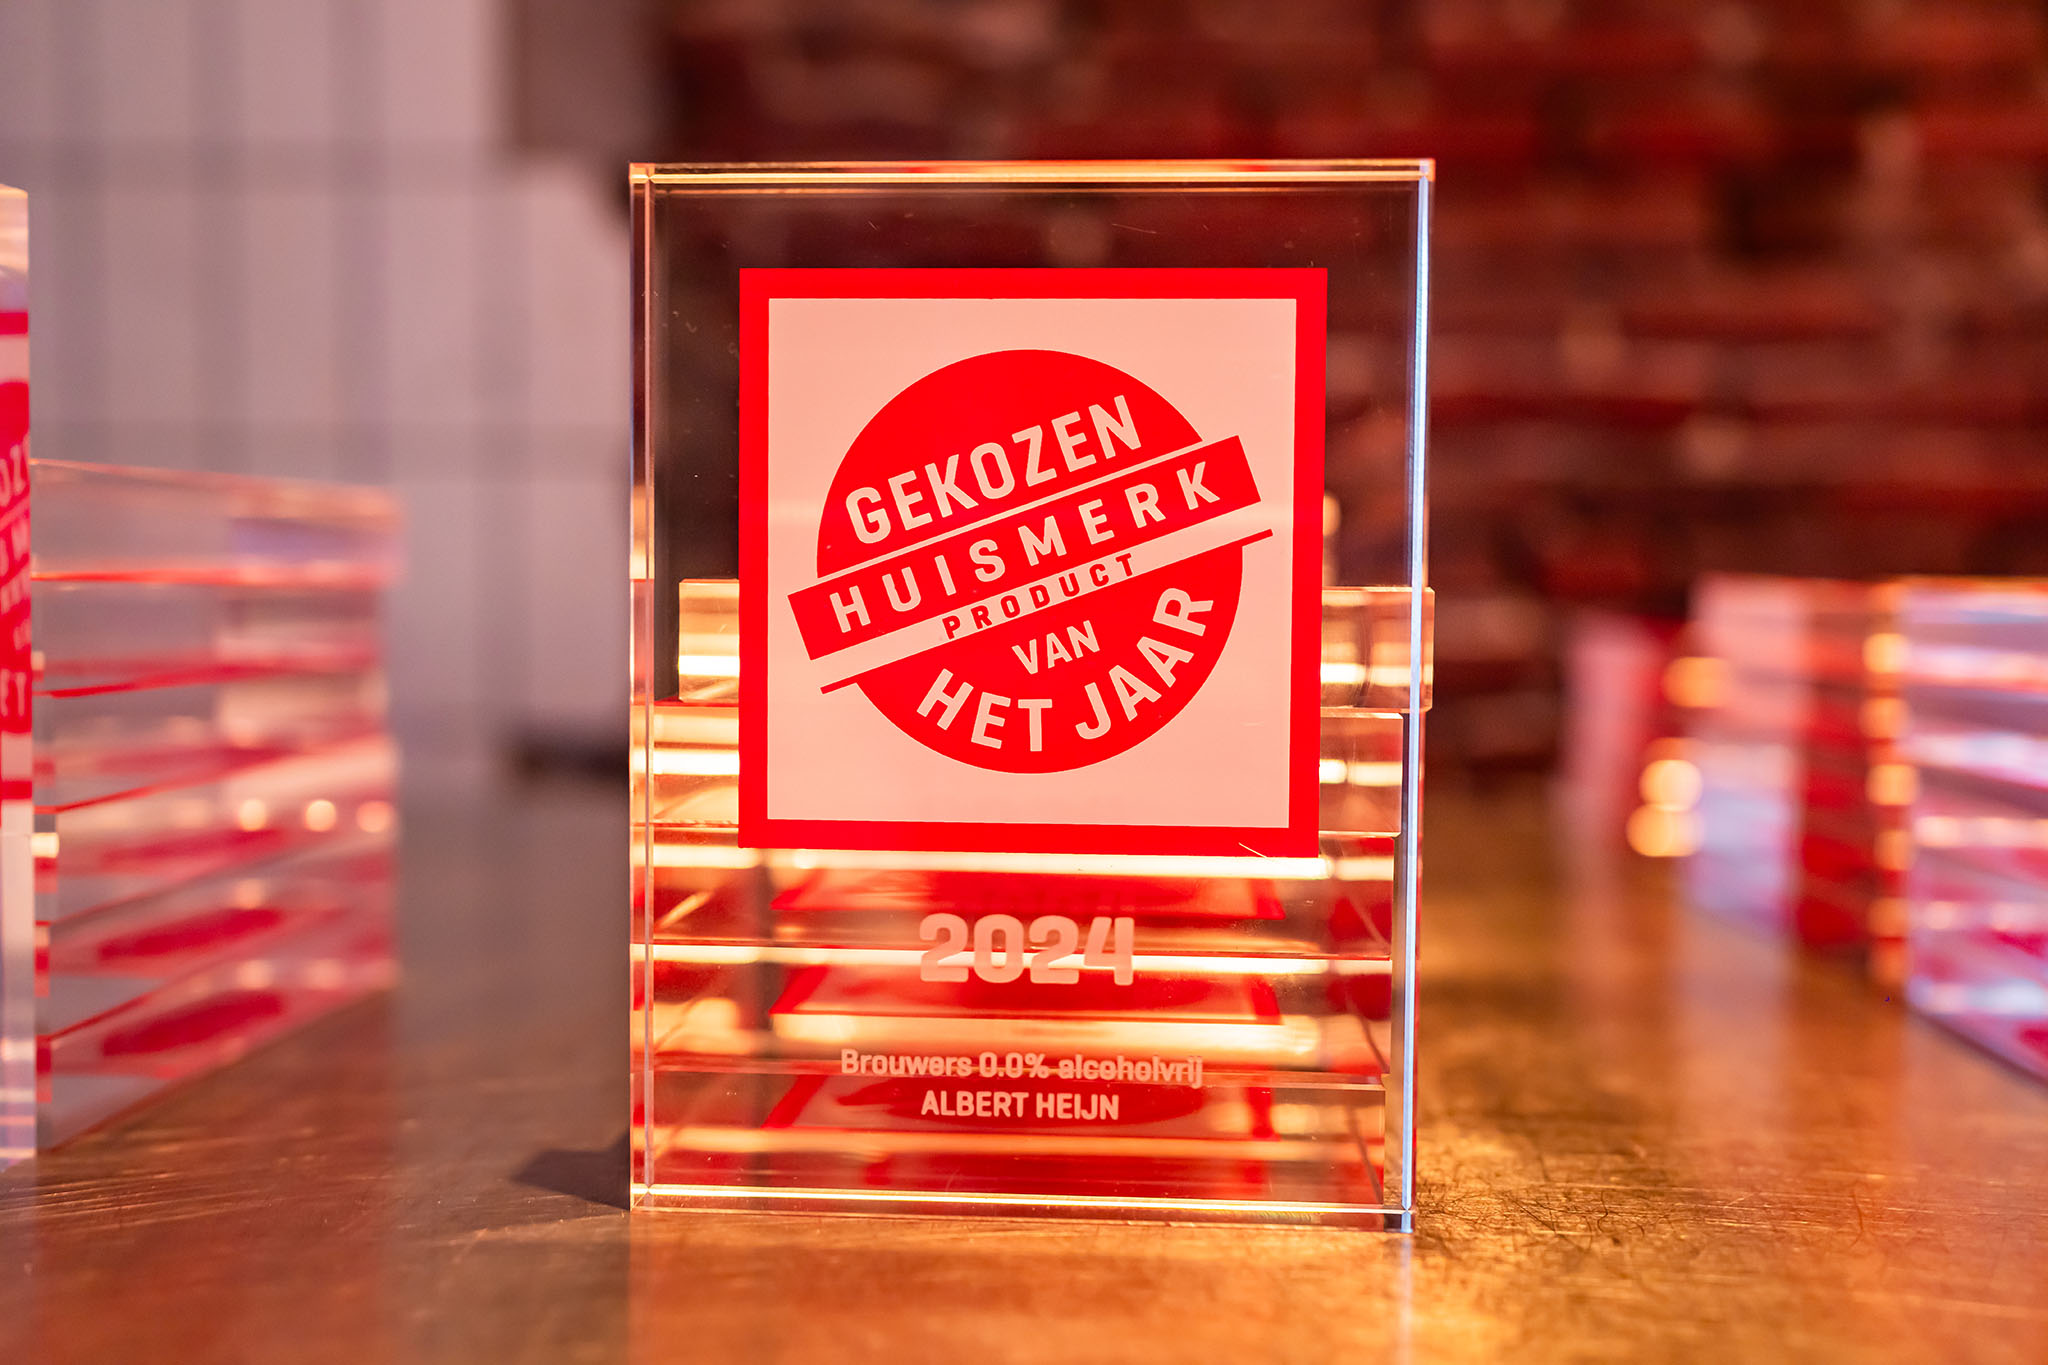 GEKOZEN
HUISMERK
PRODUCT
VAN
HET JAAR
2024
Brouwers 0.0% alcoholvrij
ALBERT HEIJN